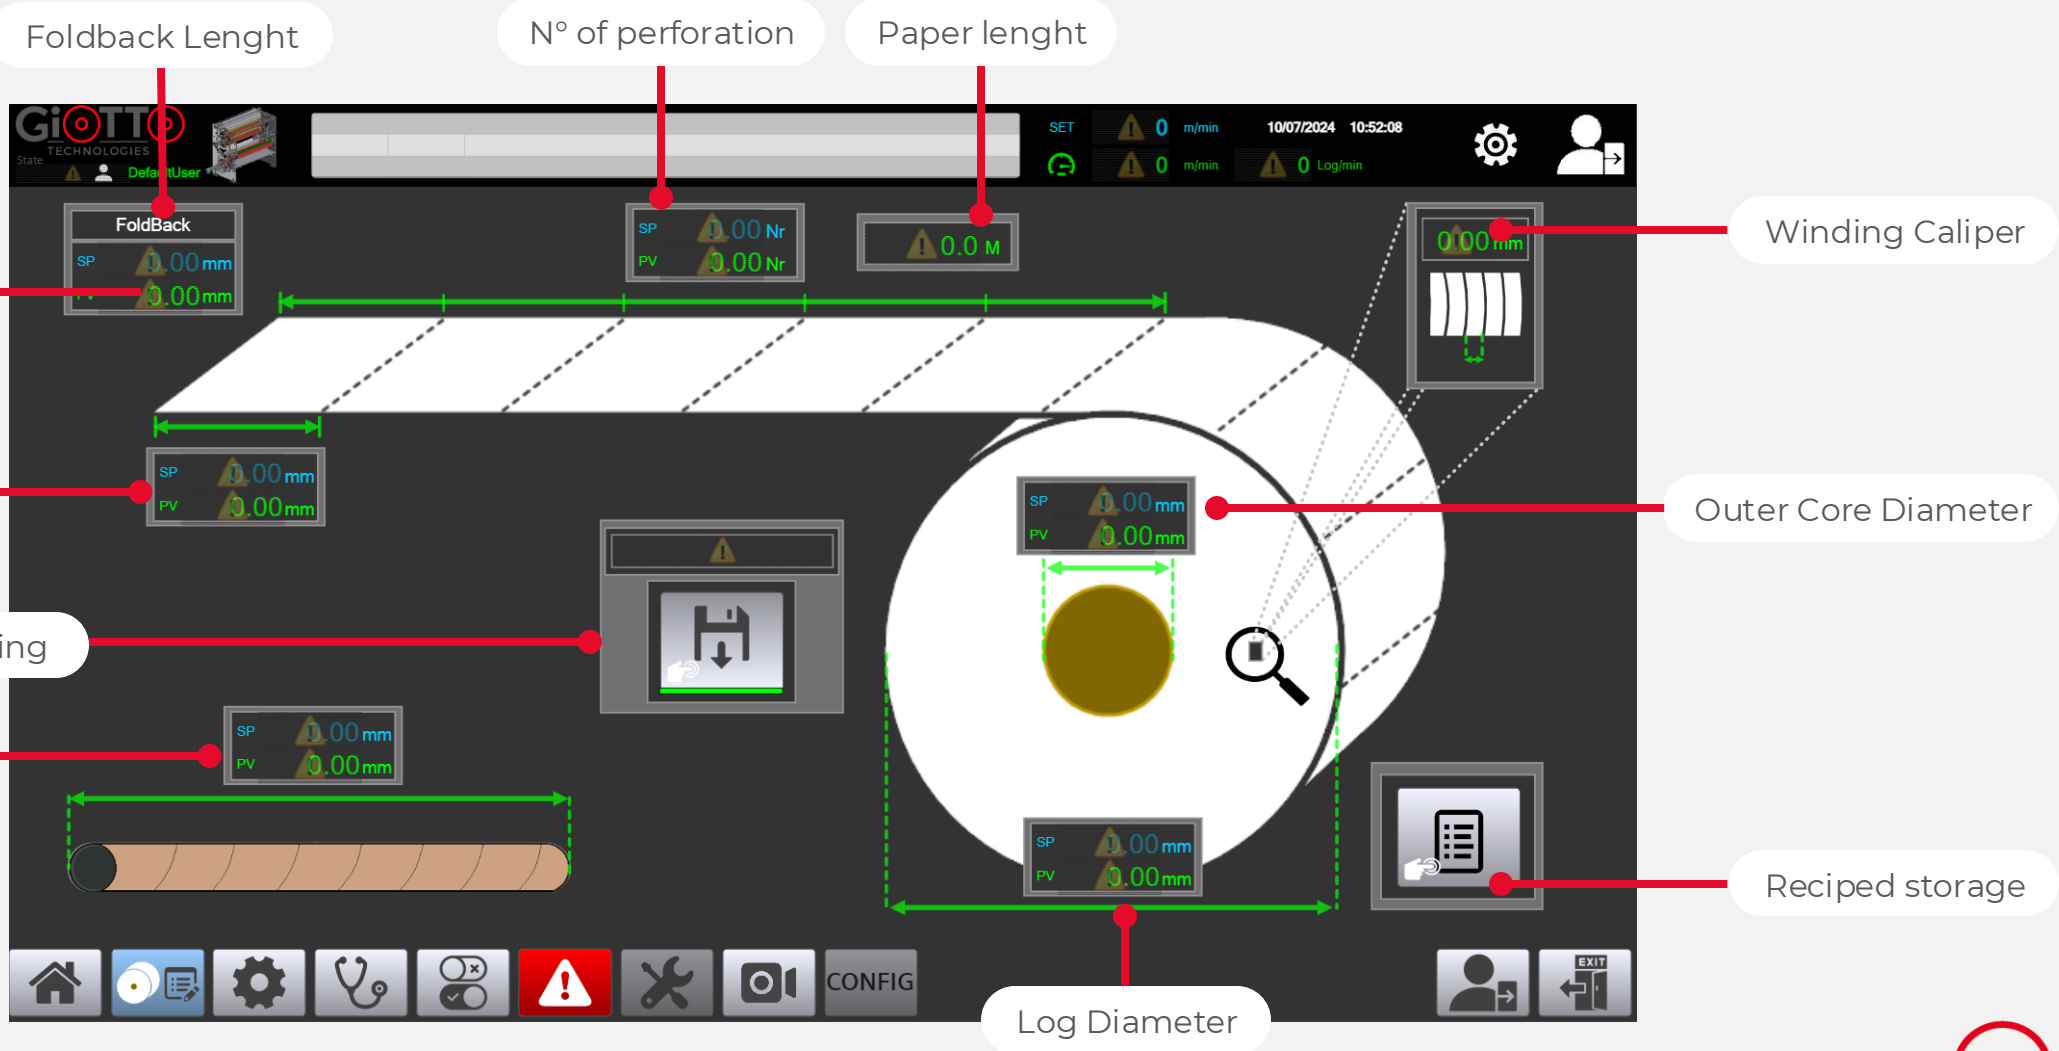 Foldback Lenght
N° of perforation
Paper lenght
GiOTTO
TECHNOLOGIES
State
DefaultUser
SET 0 m/min 10/07/2024 10:52:08
0 m/min 0 Log/min
FoldBack
SP 0.00 mm
PV 0.00 mm
SP 0.00 Nr
PV 0.00 Nr
0.0 M
0.00 mm
Winding Caliper
SP 0.00 mm
PV 0.00 mm
SP 0.00 mm
PV 0.00 mm
Outer Core Diameter
ing
SP 0.00 mm
PV 0.00 mm
SP 0.00 mm
PV 0.00 mm
Reciped storage
CONFIG
EXIT
Log Diameter